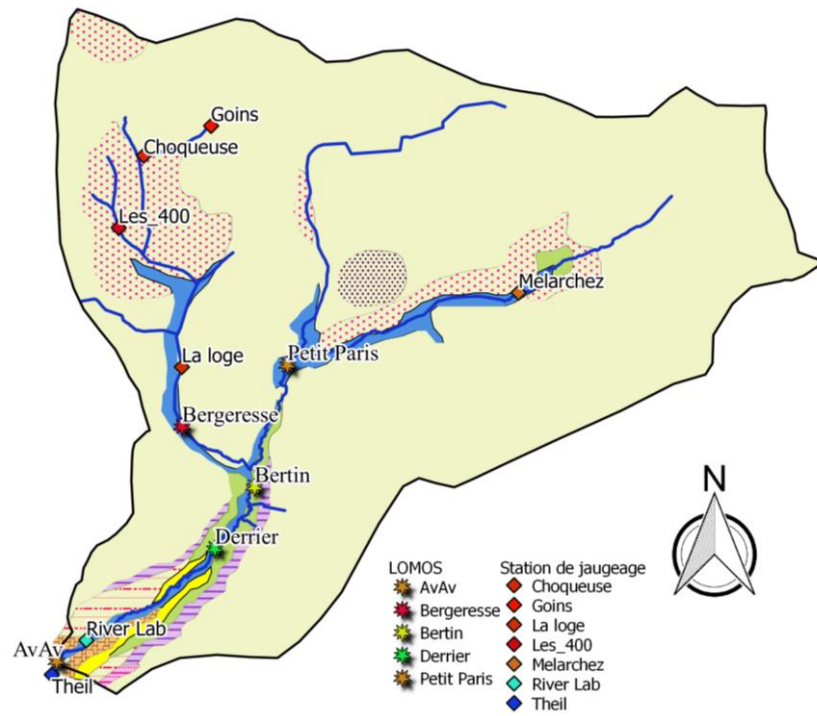 Goins
Choqueuse
Les_400
Melarchez
La loge
Petit Paris
Bergeresse
Bertin
N
Derrier
River Lab
AvAv
Theil
LOMOS
AvAv
Bergeresse
Bertin
Derrier
Petit Paris
Station de jaugeage
Choqueuse
Goins
La loge
Les_400
Melarchez
River Lab
Theil